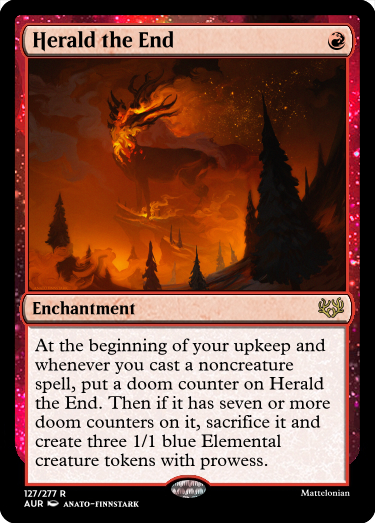 Herald the End
Enchantment
At the beginning of your upkeep and
whenever you cast a noncreature
spell, put a doom counter on Herald
the End. Then if it has seven or more
doom counters on it, sacrifice it and
create three 1/1 blue Elemental
creature tokens with prowess.
127/277 R
Mattelonian
AUR ANATO-FINNSTARK